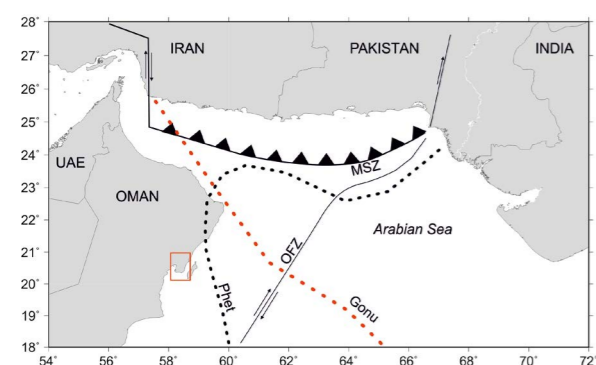 28°
27°
26°
25°
24°
23°
22°
21°
20°
19°
18°
IRAN
PAKISTAN
INDIA
UAE
OMAN
MSZ
OFZ
Arabian Sea
Phet
Gonu
54° 56° 58° 60° 62° 64° 66° 68° 70° 72°